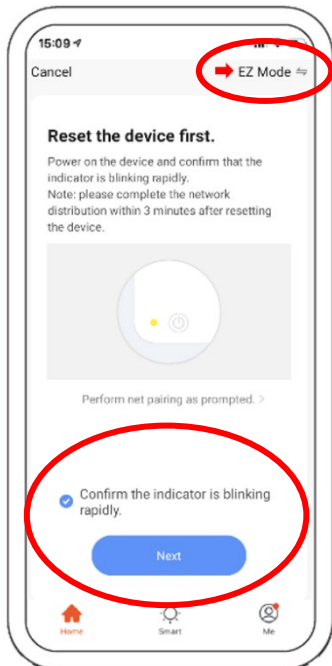 15:09
Cancel
EZ Mode
Reset the device first.
Power on the device and confirm that the
indicator is blinking rapidly.
Note: please complete the network
distribution within 3 minutes after resetting
the device.
Perform net pairing as prompted. >
Confirm the indicator is blinking
rapidly.
Next
Home
Smart
Me